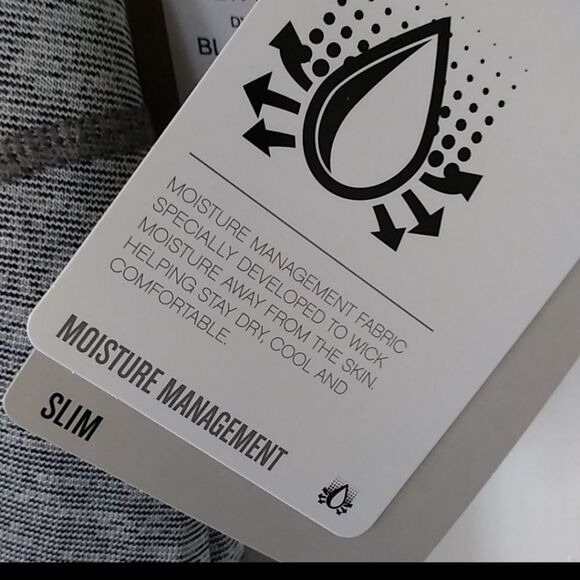 MOISTURE MANAGEMENT FABRIC
SPECIALLY DEVELOPED TO WICK
MOISTURE AWAY FROM THE SKIN.
HELPING STAY DRY, COOL AND
COMFORTABLE.
MOISTURE MANAGEMENT
SLIM